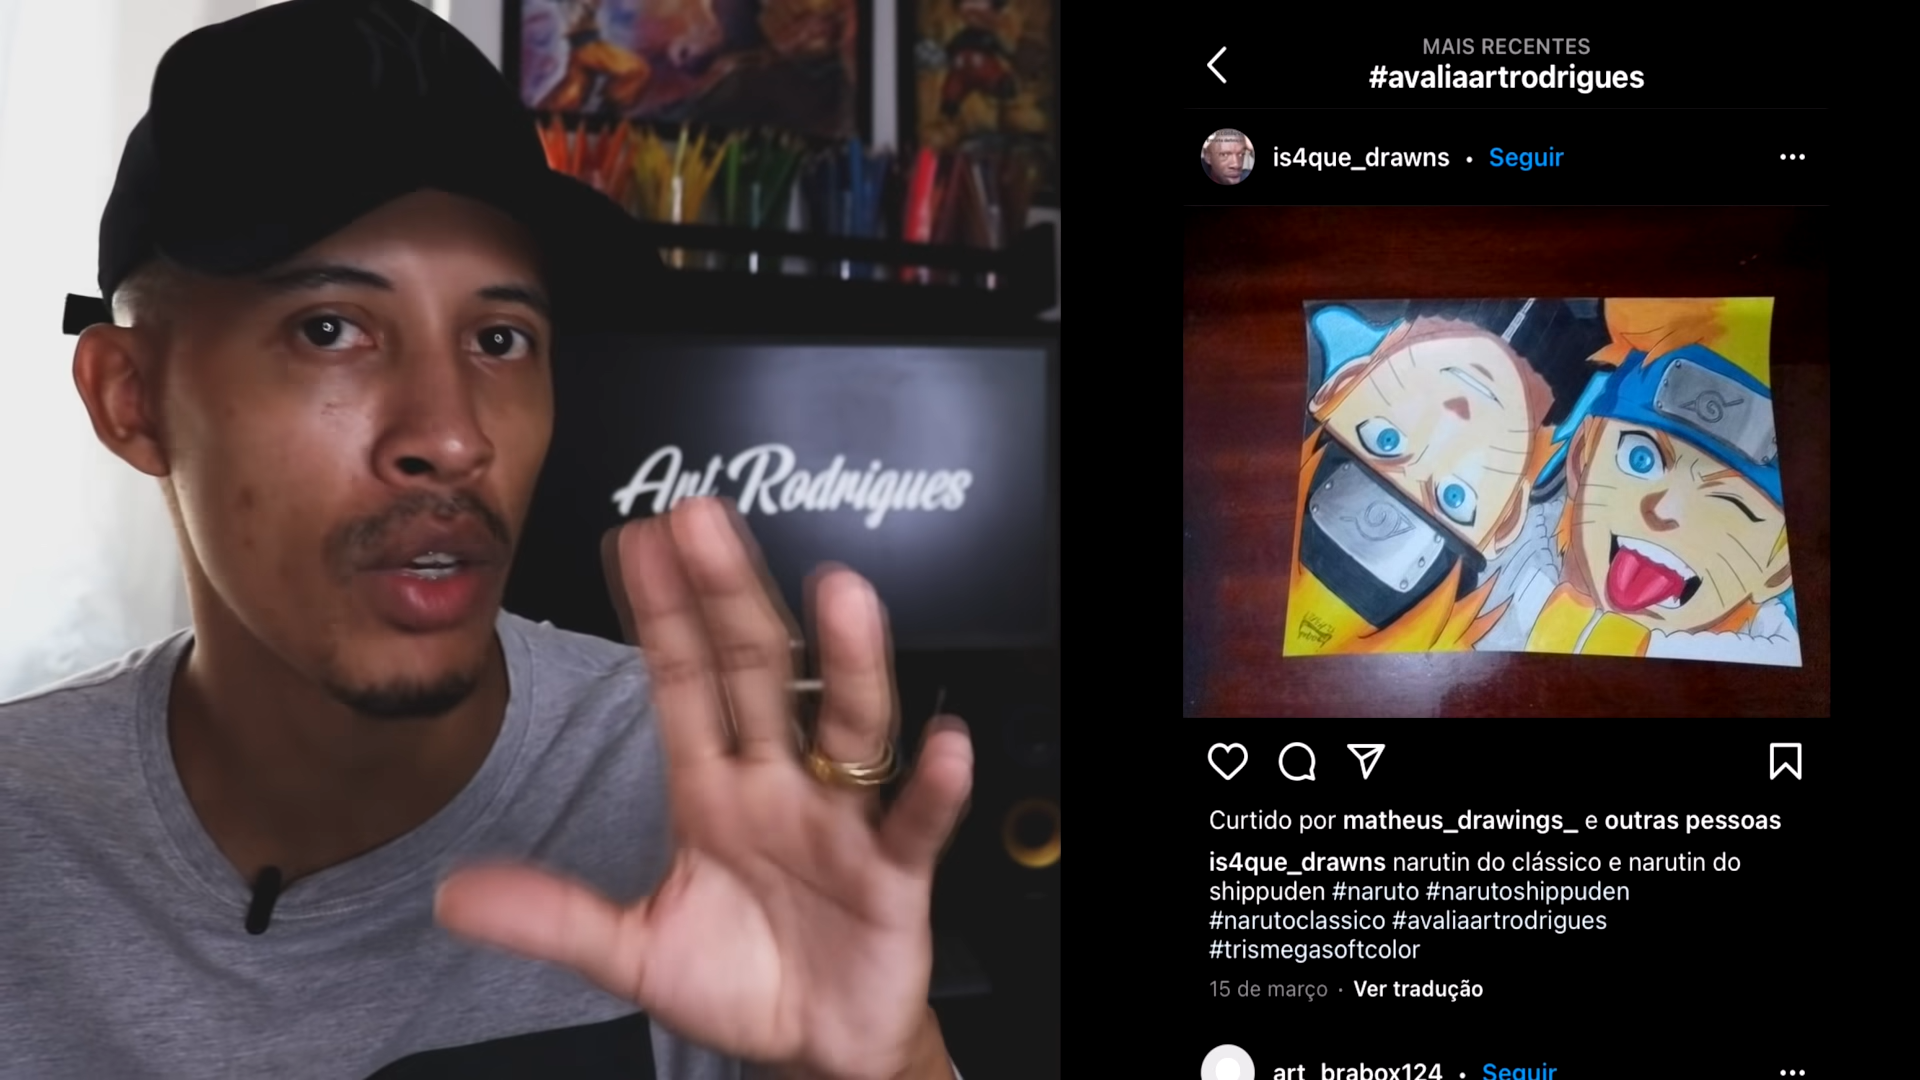 NY
Art Rodrigues
MAIS RECENTES
#avaliaartrodrigues
is4que_drawns • Seguir
Curtido por matheus_drawings_ e outras pessoas
is4que_drawns narutin do clássico e narutin do
shippuden #naruto #narutoshippuden
#narutoclassico #avaliaartrodrigues
#trismegasoftcolor
15 de março · Ver tradução
art_brabox124 • Seguir